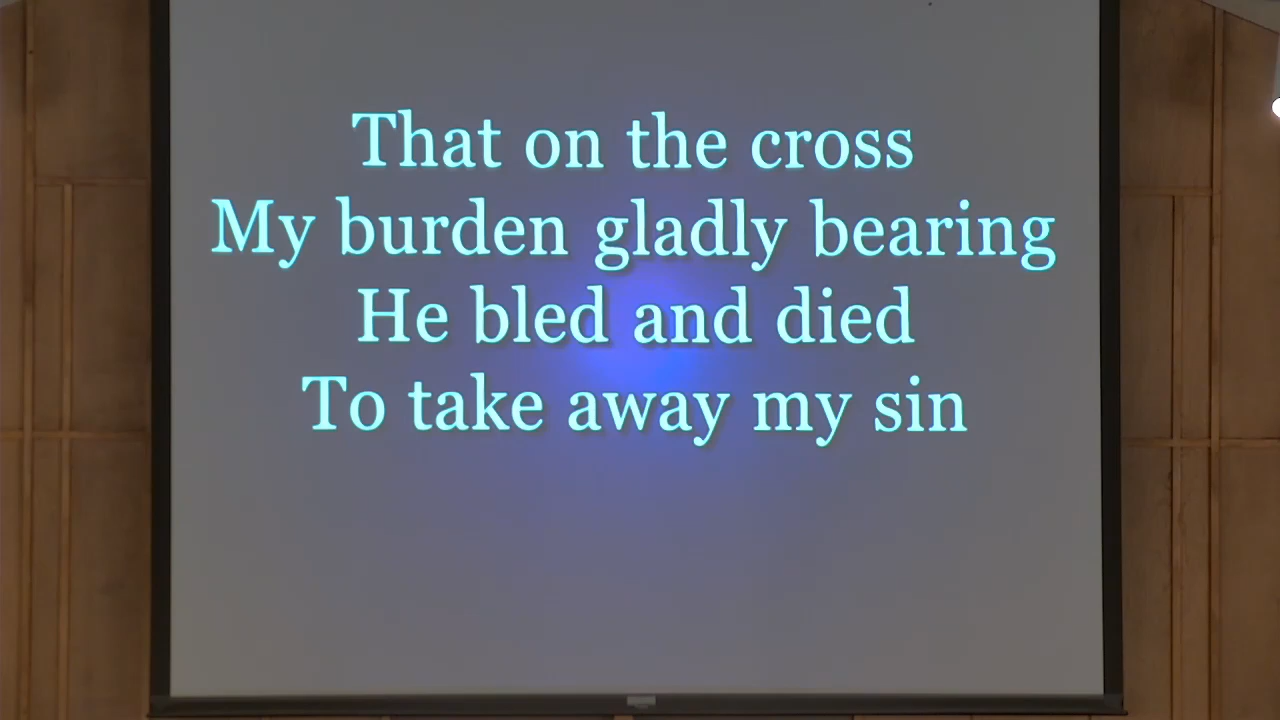 That on the cross
My burden gladly bearing
He bled and died
To take away my sin